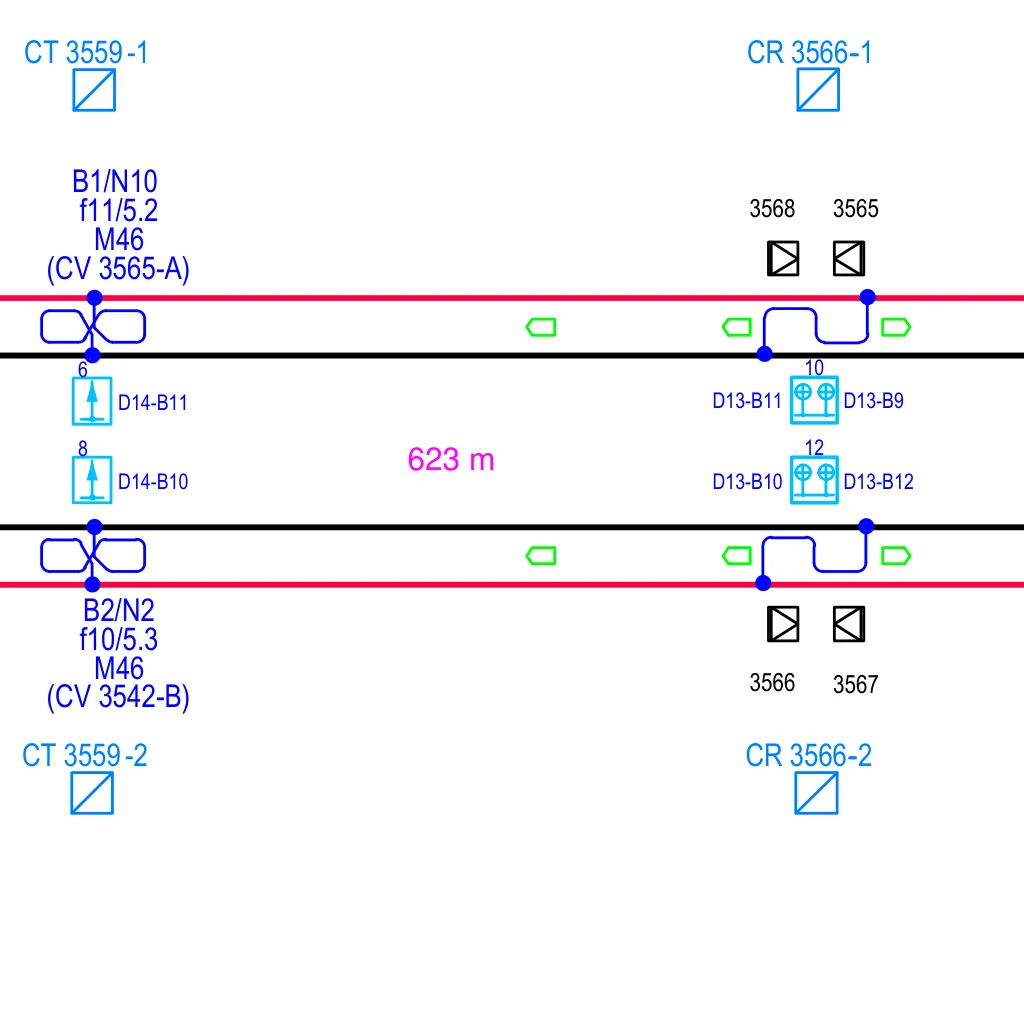 CT 3559-1
CR 3566-1
B1/N10
f11/5.2
M46
(CV 3565-A)
3568
3565
6
D14-B11
10
D13-B11
D13-B9
8
D14-B10
623 m
12
D13-B10
D13-B12
B2/N2
f10/5.3
M46
(CV 3542-B)
3566
3567
CT 3559-2
CR 3566-2